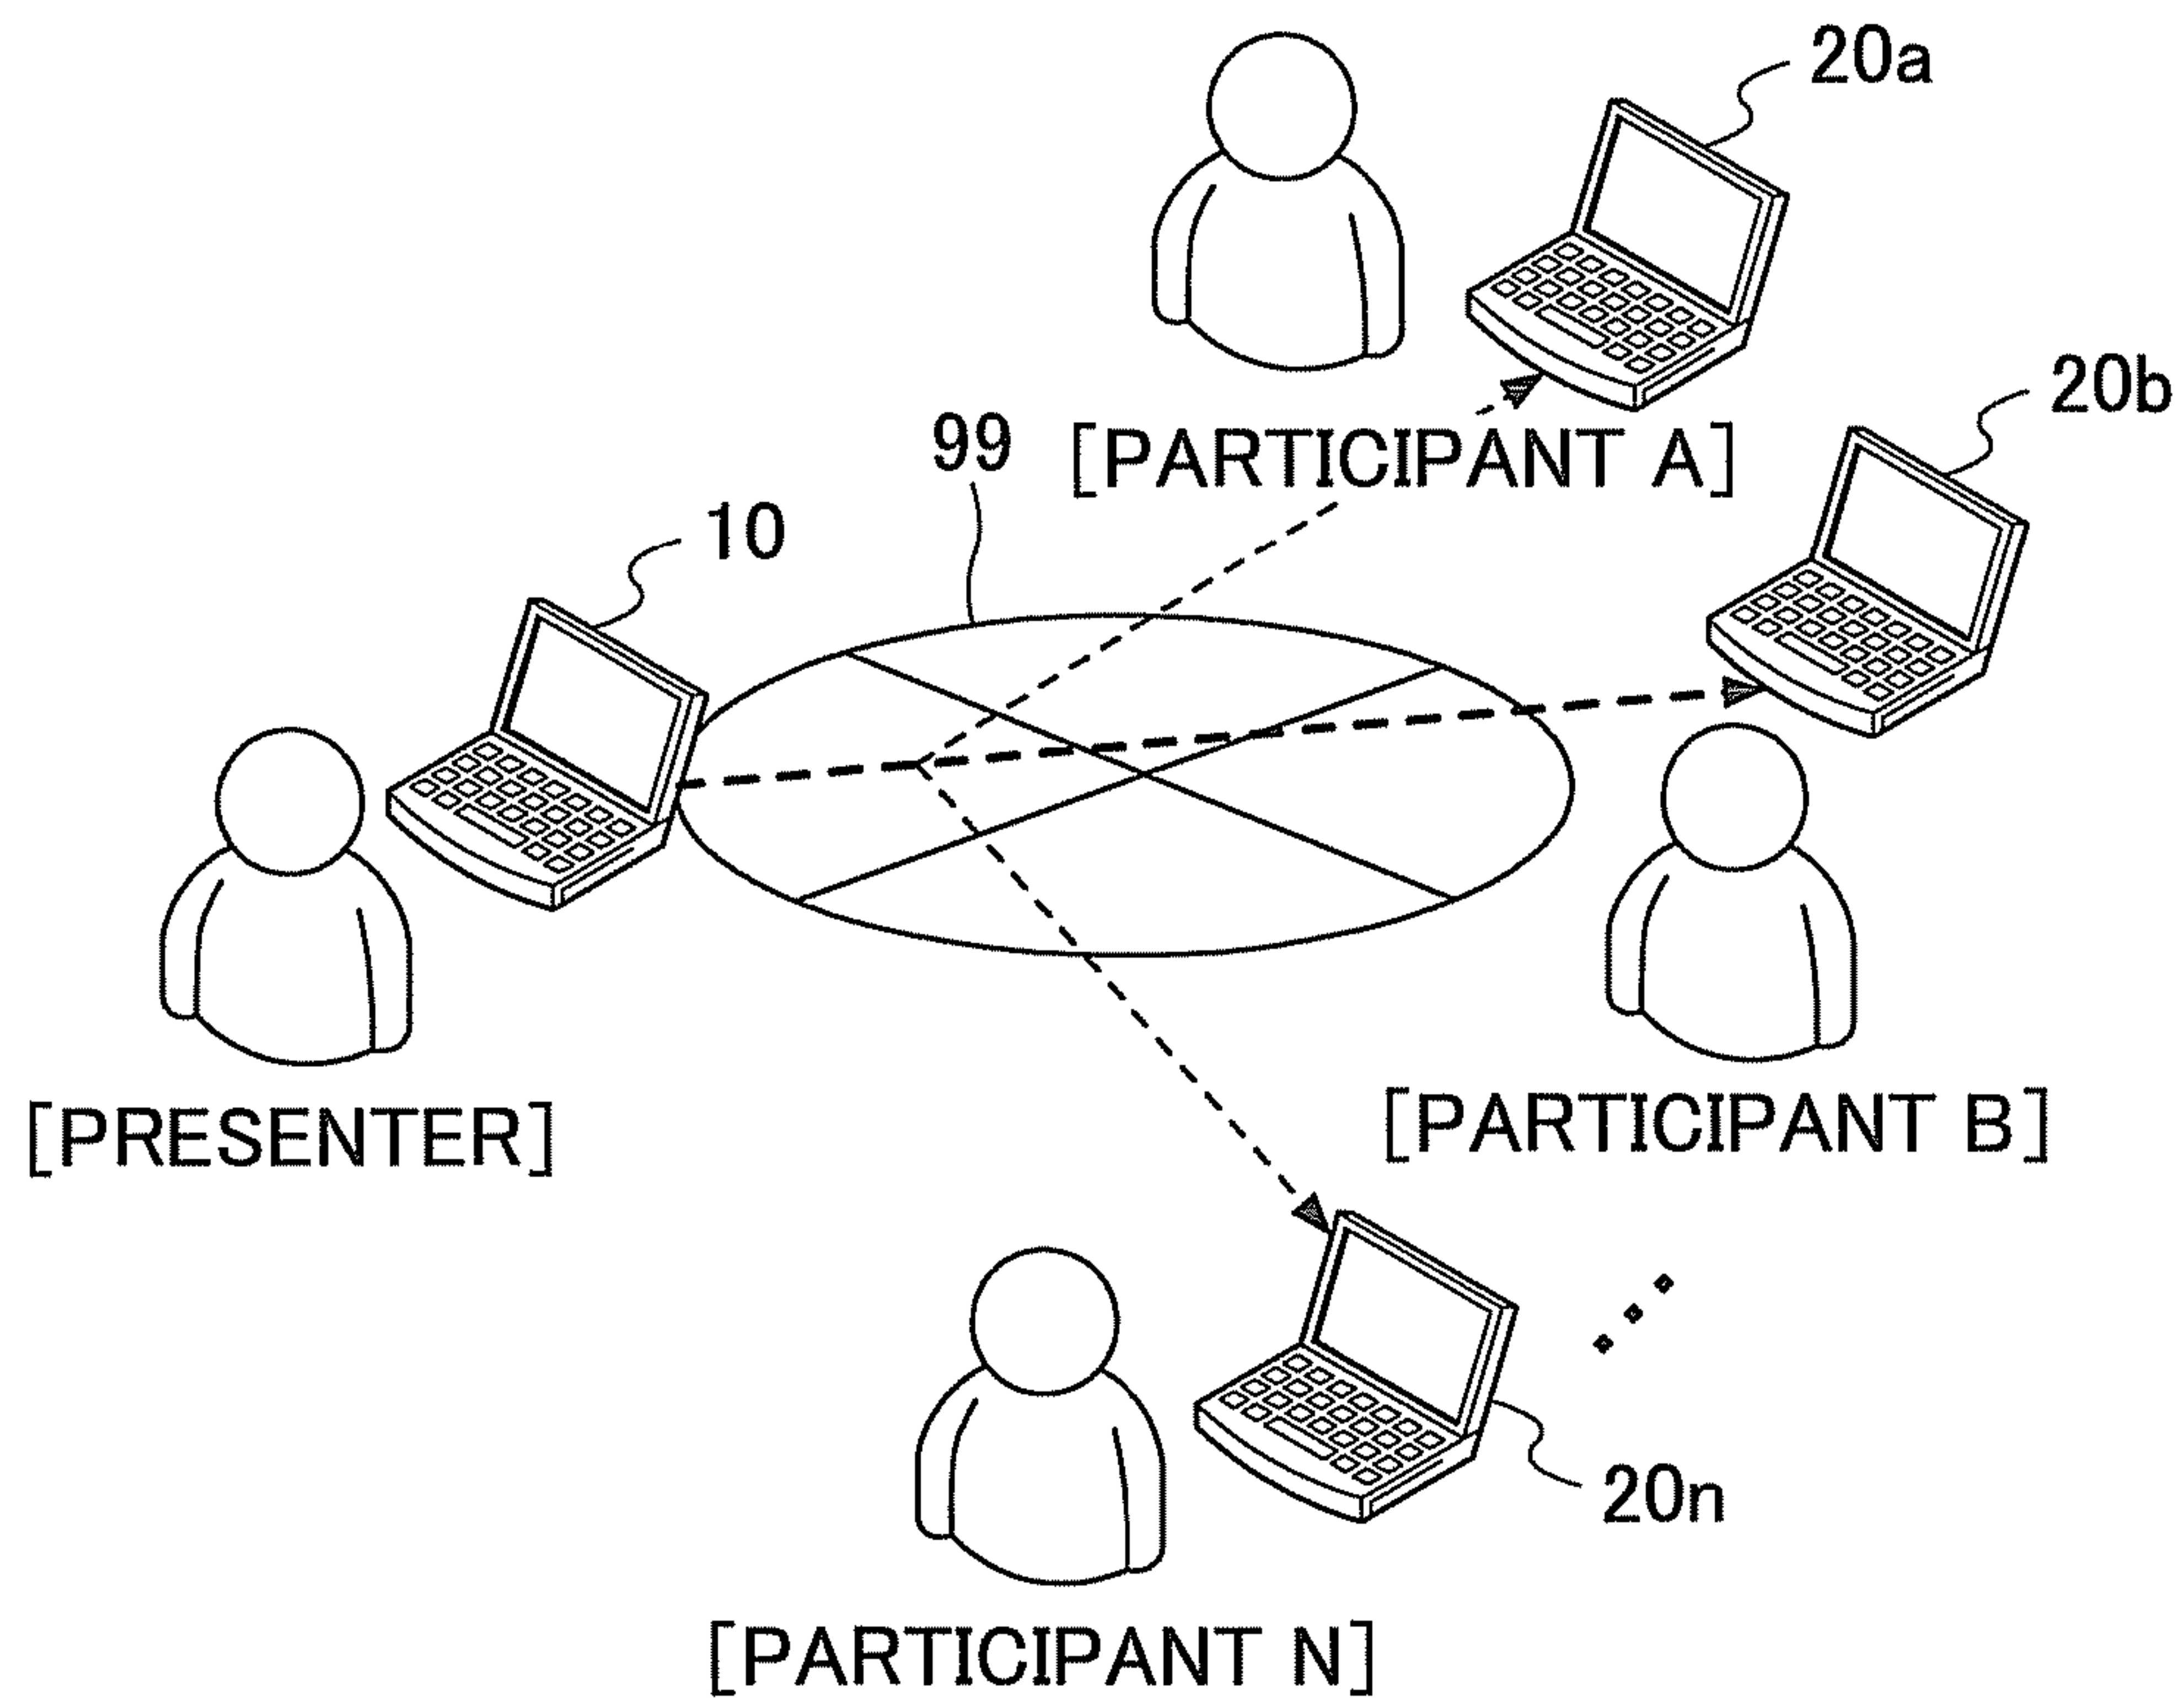 20a
20b
99
[PARTICIPANT A]
10
[PRESENTER]
[PARTICIPANT B]
20n
[PARTICIPANT N]